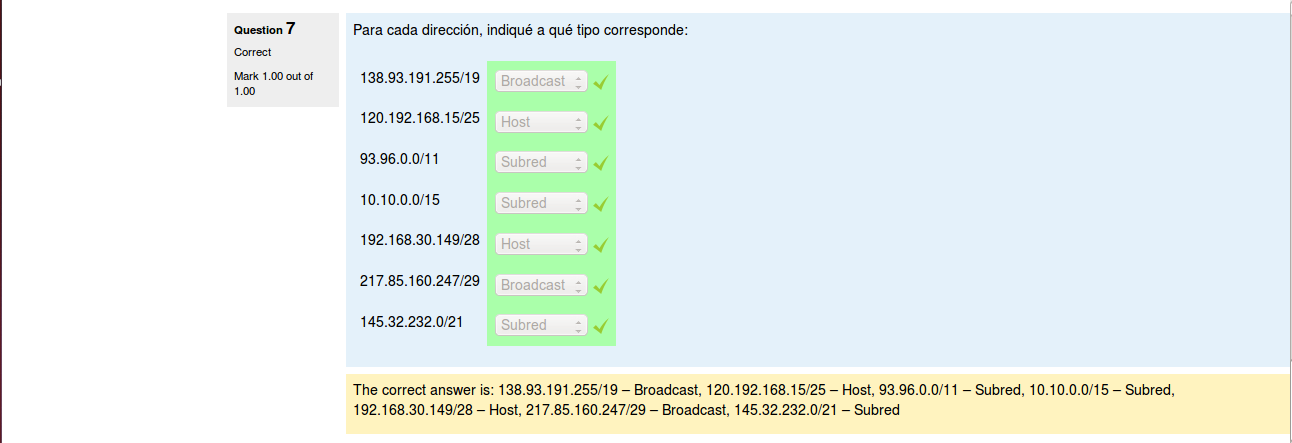 Question 7
Correct
Mark 1.00 out of
1.00
Para cada dirección, indiqué a qué tipo corresponde:
138.93.191.255/19 Broadcast
120.192.168.15/25 Host
93.96.0.0/11 Subred
10.10.0.0/15 Subred
192.168.30.149/28 Host
217.85.160.247/29 Broadcast
145.32.232.0/21 Subred
The correct answer is: 138.93.191.255/19 – Broadcast, 120.192.168.15/25 – Host, 93.96.0.0/11 – Subred, 10.10.0.0/15 – Subred,
192.168.30.149/28 – Host, 217.85.160.247/29 – Broadcast, 145.32.232.0/21 – Subred